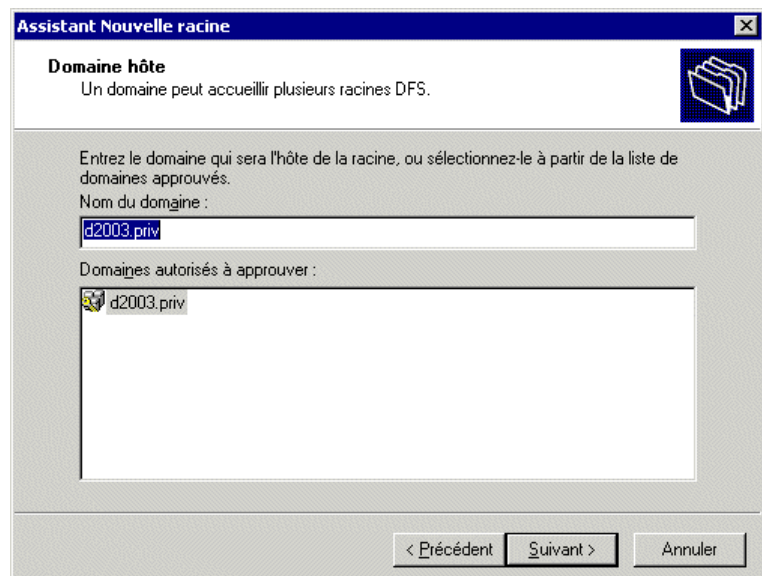 Assistant Nouvelle racine
Domaine hôte
Un domaine peut accueillir plusieurs racines DFS.
Entrez le domaine qui sera l'hôte de la racine, ou sélectionnez-le à partir de la liste de
domaines approuvés.
Nom du domaine :
d2003.priv
Domaines autorisés à approuver :
d2003.priv
< Précédent
Suivant >
Annuler